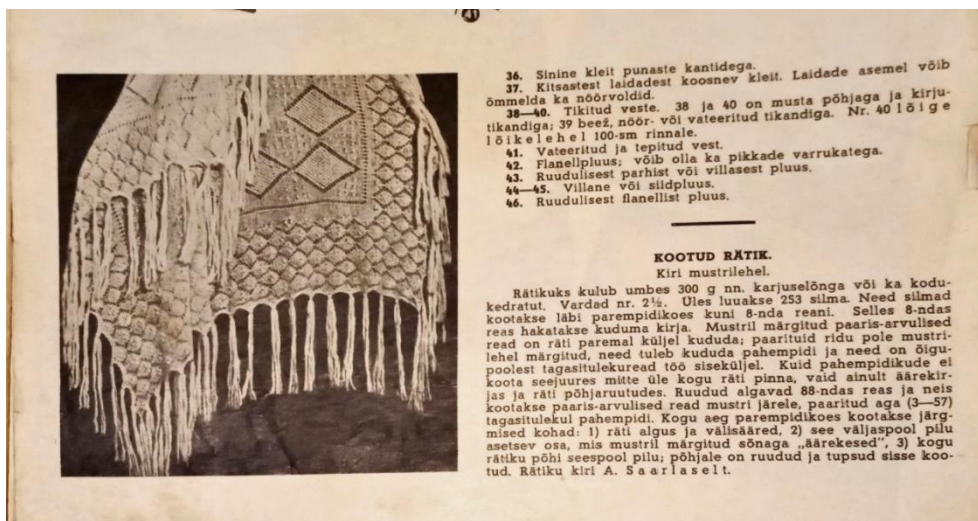 41
36. Sinine kleit punaste kantidega.
37. Kitsastest laidadest koosnev kleit. Laidade asemel võib
õmmelda ka nöörvoldid.
38—40. Tikitud veste. 38 ja 40 on musta põhjaga ja kirju-
tikandiga; 39 beež, nöör- või vateeritud tikandiga. Nr. 40 lõige
lõikelehel 100-sm rinnale.
41. Vateeritud ja tepitud vest.
42. Flanellpluus; võib olla ka pikkade varrukatega.
43. Ruudulisest parhist või villasest pluus.
44—45. Villane või siidpluus.
46. Ruudulisest flanellist pluus.
KOOTUD RÄTIK.
Kiri mustrilehel.
Rätikuks kulub umbes 300 g nn. karjuselõnga või ka kodu-
kedratut. Vardad nr. 2½. Üles luuakse 253 silma. Need silmad
kootakse läbi parempidikoes kuni 8-nda reani. Selles 8-ndas
reas hakatakse kuduma kirja. Mustril märgitud paaris-arvulised
read on räti paremal küljel kududa; paarituid ridu pole mustri-
lehel märgitud, need tuleb kududa pahempidi ja need on õigu-
poolest tagasitulekuread töö siseküljel. Kuid pahempidikude ei
koota seejuures mitte üle kogu räti pinna, vaid ainult äärekir-
jas ja räti põhjaruutudes. Ruudud algavad 88-ndas reas ja neis
kootakse paaris-arvulised read mustri järele, paaritud aga (3—57)
tagasitulekul pahempidi. Kogu aeg parempidikoes kootakse järg-
mised kohad: 1) räti algus ja välisääred, 2) see väljaspool pilu
asetsev osa, mis mustril märgitud sõnaga „äärekesed", 3) kogu
rätiku põhi seespool pilu; põhjale on ruudud ja tupsud sisse koo-
tud. Rätiku kiri A. Saarlaselt.